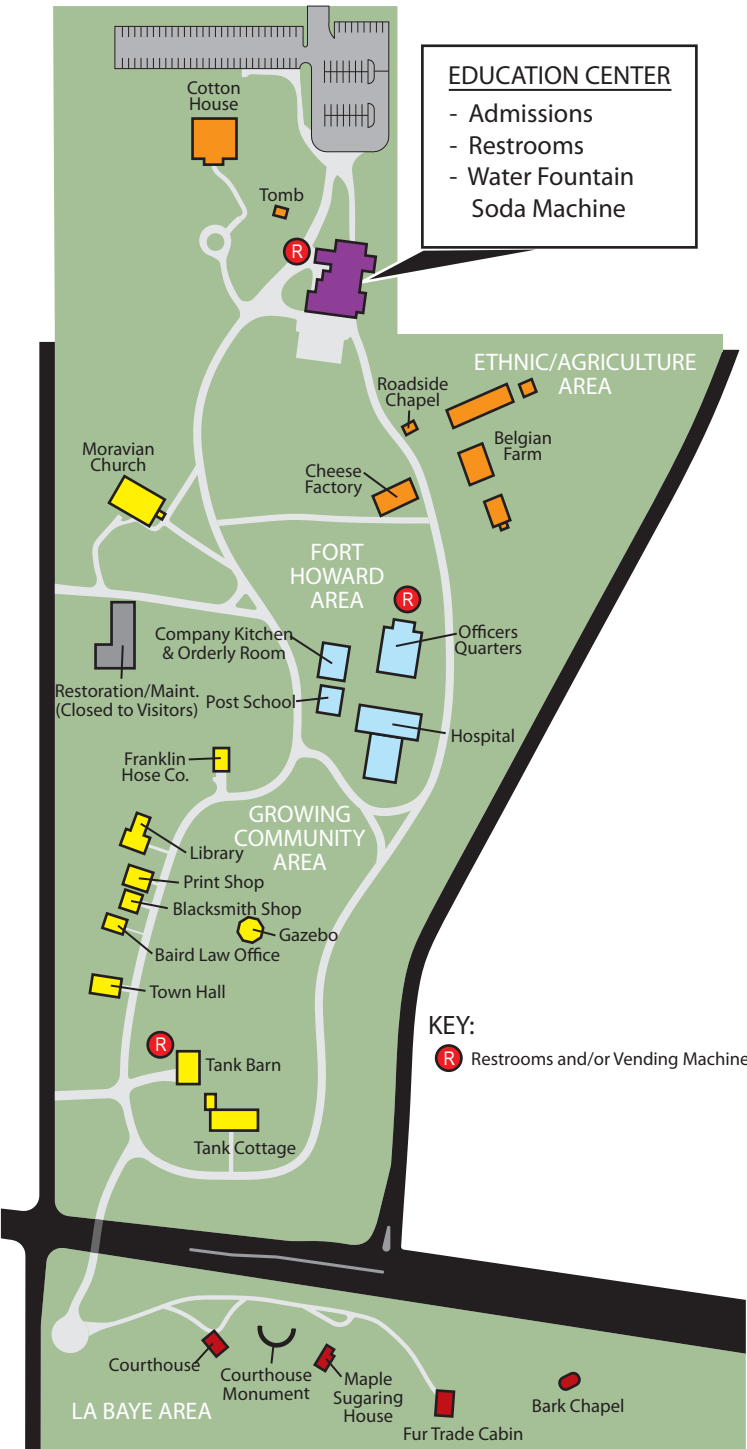 EDUCATION CENTER
- Admissions
- Restrooms
- Water Fountain
Soda Machine
Cotton
House
Tomb
R
ETHNIC/AGRICULTURE
AREA
Roadside
Chapel
Belgian
Farm
Moravian
Church
Cheese
Factory
FORT
HOWARD
AREA
R
Company Kitchen
& Orderly Room
Officers
Quarters
Restoration/Maint.
(Closed to Visitors)
Post School
Hospital
Franklin
Hose Co.
GROWING
COMMUNITY
AREA
Library
Print Shop
Blacksmith Shop
Gazebo
Baird Law Office
Town Hall
R
Tank Barn
Tank Cottage
KEY:
R Restrooms and/or Vending Machine
Courthouse
Courthouse
Monument
Maple
Sugaring
House
Fur Trade Cabin
Bark Chapel
LA BAYE AREA